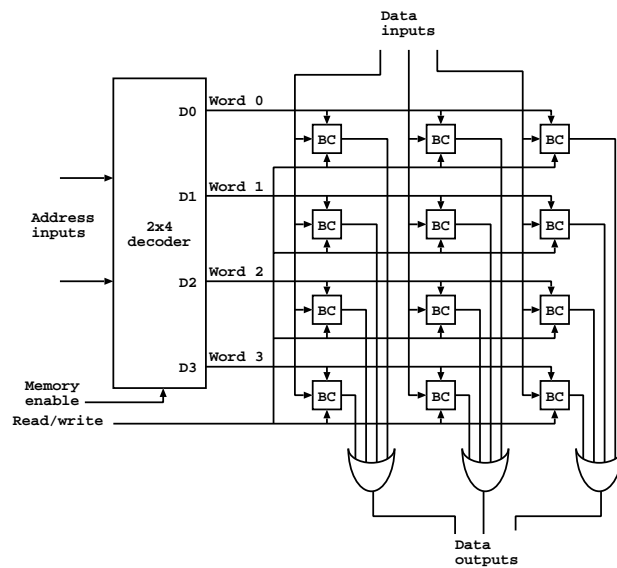 Data
inputs
D0
Word 0
BC BC BC
Address
inputs
2x4
decoder
D1
Word 1
BC BC BC
D2
Word 2
BC BC BC
D3
Word 3
BC BC BC
Memory
enable
Read/write
Data
outputs